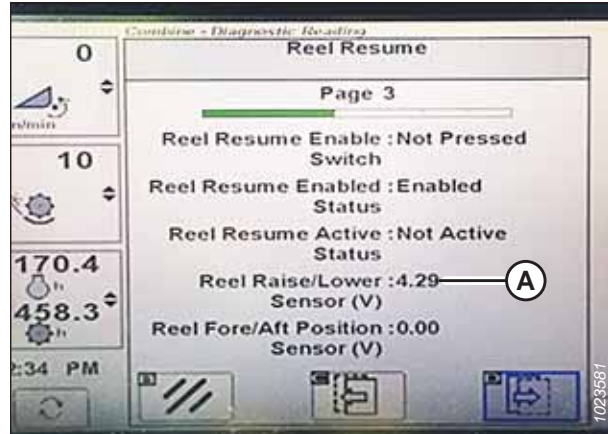 Combine - Diagnostic Reading
Reel Resume
Page 3
Reel Resume Enable :Not Pressed
Switch
Reel Resume Enabled :Enabled
Status
Reel Resume Active :Not Active
Status
Reel Raise/Lower :4.29
Sensor (V)
Reel Fore/Aft Position :0.00
Sensor (V)
0
10
170.4
h
458.3
h
:34 PM
A
1023581